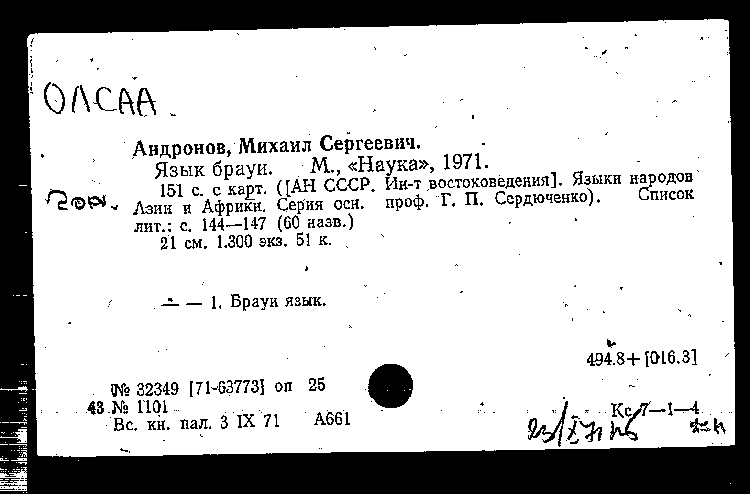 ОЛСАА
Андронов, Михаил Сергеевич.
Язык брауи. М., «Наука», 1971.
151 с. с карт. ([АН СССР. Ин-т востоковедения]. Языки народов
Азии и Африки. Серия осн. проф. Г. П. Сердюченко). Список
лит.: с. 144—147 (60 назв.)
21 см. 1.300 экз. 51 к.
— — 1. Брауи язык.
494.8+[016.3]
№ 32349 [71-63773] оп 25
43 № 1101
Вс. кн. пал. 3 IX 71 А661
Кс 7—1—4